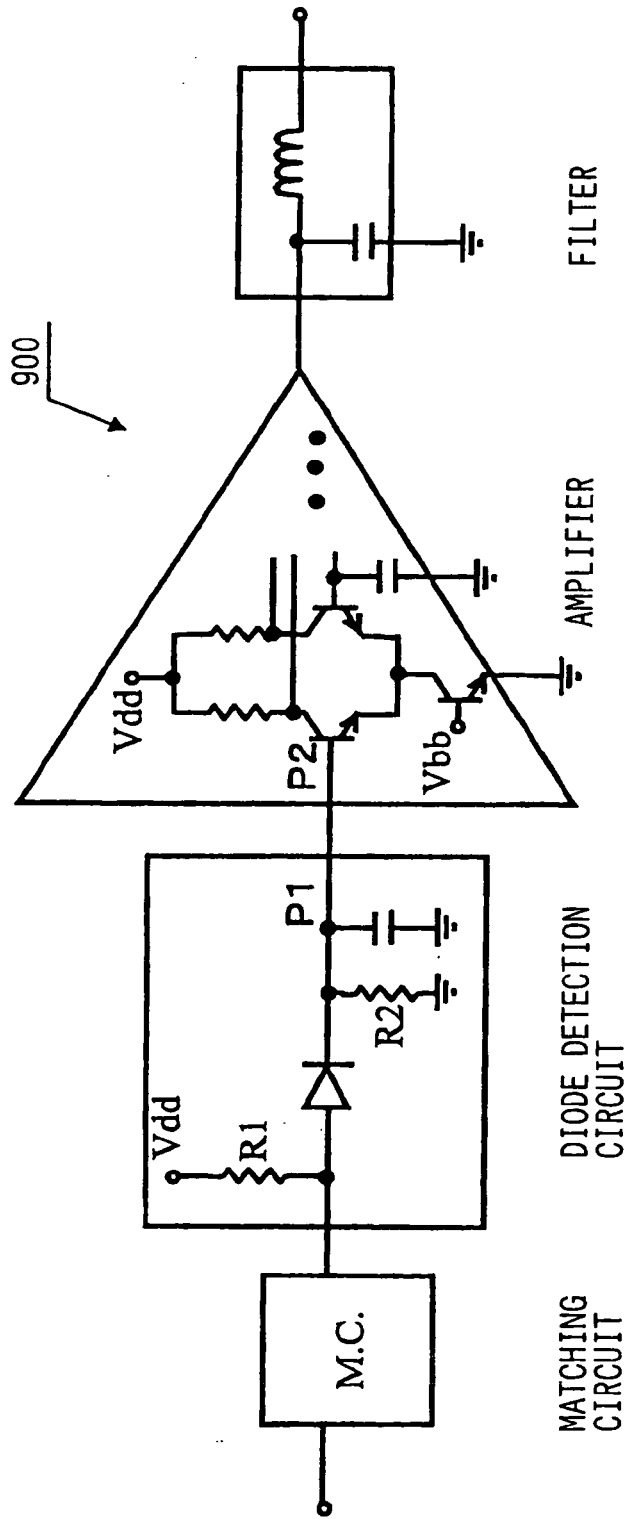 900
M.C.
Vdd
R1
R2
P1
Vdd
P2
Vbb
MATCHING
CIRCUIT
DIODE DETECTION
CIRCUIT
AMPLIFIER
FILTER